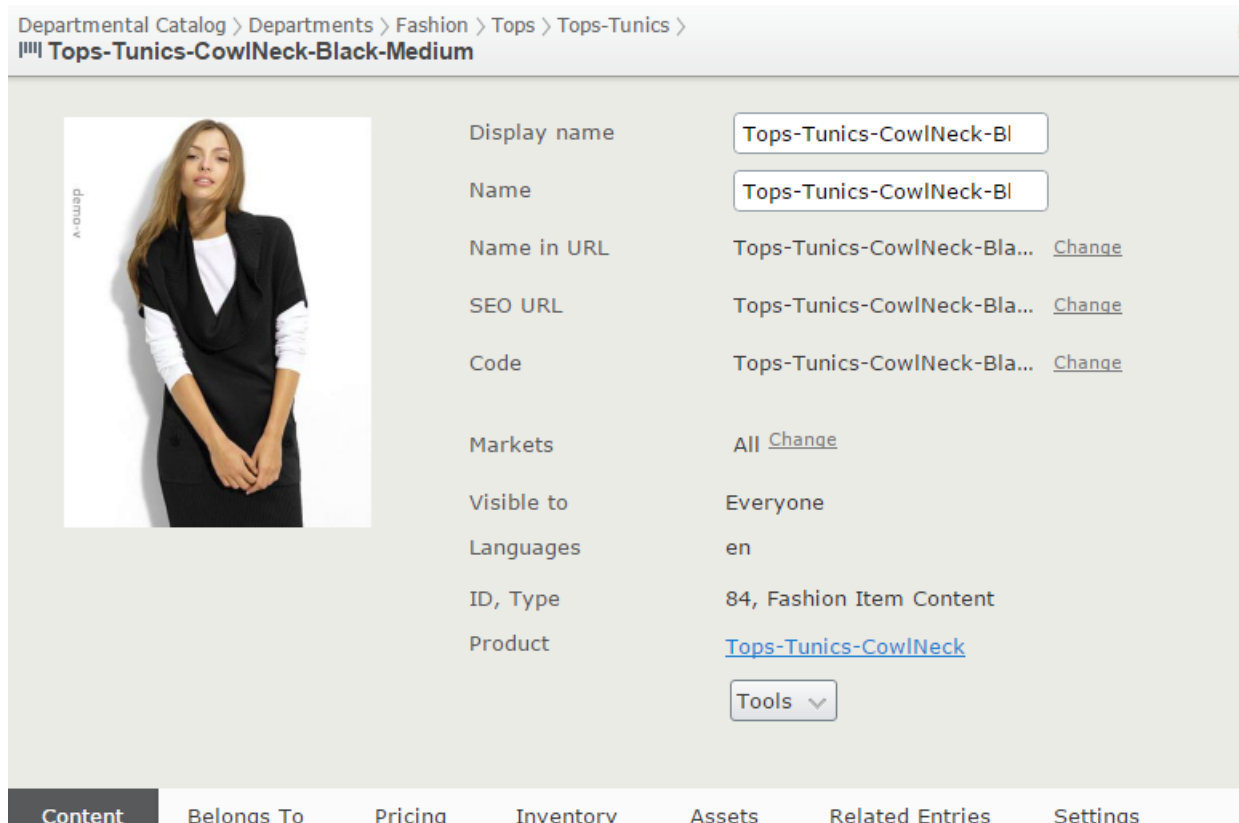 Departmental Catalog > Departments > Fashion > Tops > Tops-Tunics >
Tops-Tunics-CowlNeck-Black-Medium
demo-v
Display name Tops-Tunics-CowlNeck-Bl
Name Tops-Tunics-CowlNeck-Bl
Name in URL Tops-Tunics-CowlNeck-Bla... Change
SEO URL Tops-Tunics-CowlNeck-Bla... Change
Code Tops-Tunics-CowlNeck-Bla... Change
Markets All Change
Visible to Everyone
Languages en
ID, Type 84, Fashion Item Content
Product Tops-Tunics-CowlNeck
Tools
Content Belongs To Pricing Inventory Assets Related Entries Settings